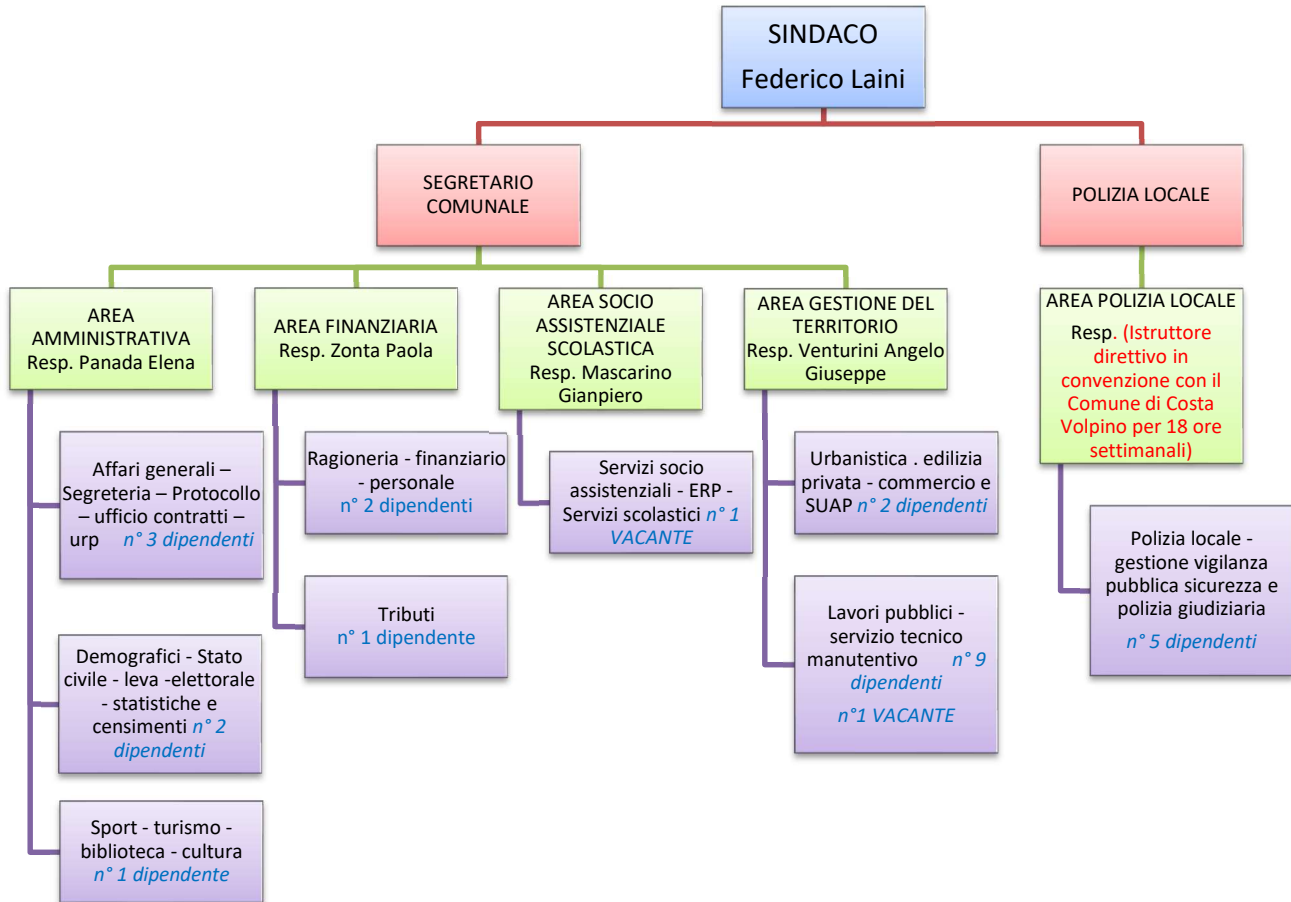 SINDACO
Federico Laini
SEGRETARIO
COMUNALE
POLIZIA LOCALE
AREA
AMMINISTRATIVA
Resp. Panada Elena
AREA FINANZIARIA
Resp. Zonta Paola
AREA SOCIO
ASSISTENZIALE
SCOLASTICA
Resp. Mascarino
Gianpiero
AREA GESTIONE DEL
TERRITORIO
Resp. Venturini Angelo
Giuseppe
AREA POLIZIA LOCALE
Resp. (Istruttore
direttivo in
convenzione con il
Comune di Costa
Volpino per 18 ore
settimanali)
Affari generali –
Segreteria – Protocollo
– ufficio contratti –
urp n° 3 dipendenti
Demografici - Stato
civile - leva -elettorale
- statistiche e
censimenti n° 2
dipendenti
Sport - turismo -
biblioteca - cultura
n° 1 dipendente
Ragioneria - finanziario
- personale
n° 2 dipendenti
Tributi
n° 1 dipendente
Servizi socio
assistenziali - ERP -
Servizi scolastici n° 1
VACANTE
Urbanistica . edilizia
privata - commercio e
SUAP n° 2 dipendenti
Lavori pubblici -
servizio tecnico
manutentivo n° 9
dipendenti
n°1 VACANTE
Polizia locale -
gestione vigilanza
pubblica sicurezza e
polizia giudiziaria
n° 5 dipendenti